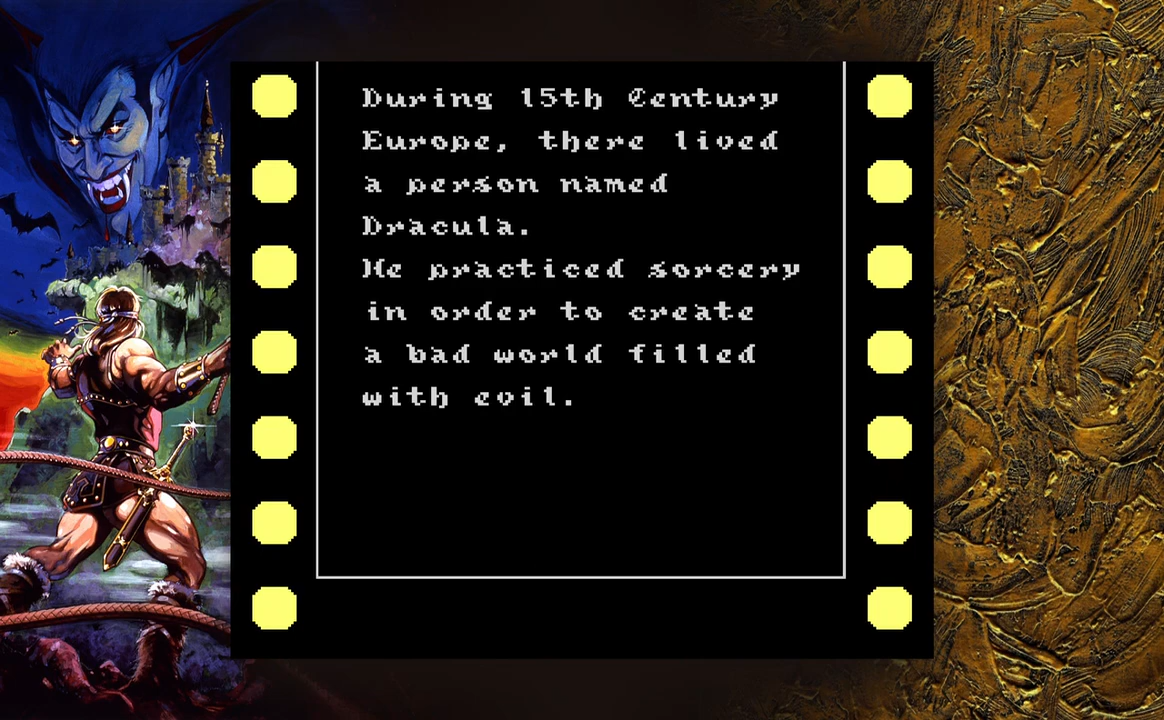 During 15th Century
Europe, there lived
a person named
Dracula.
He practiced sorcery
in order to create
a bad world filled
with evil.